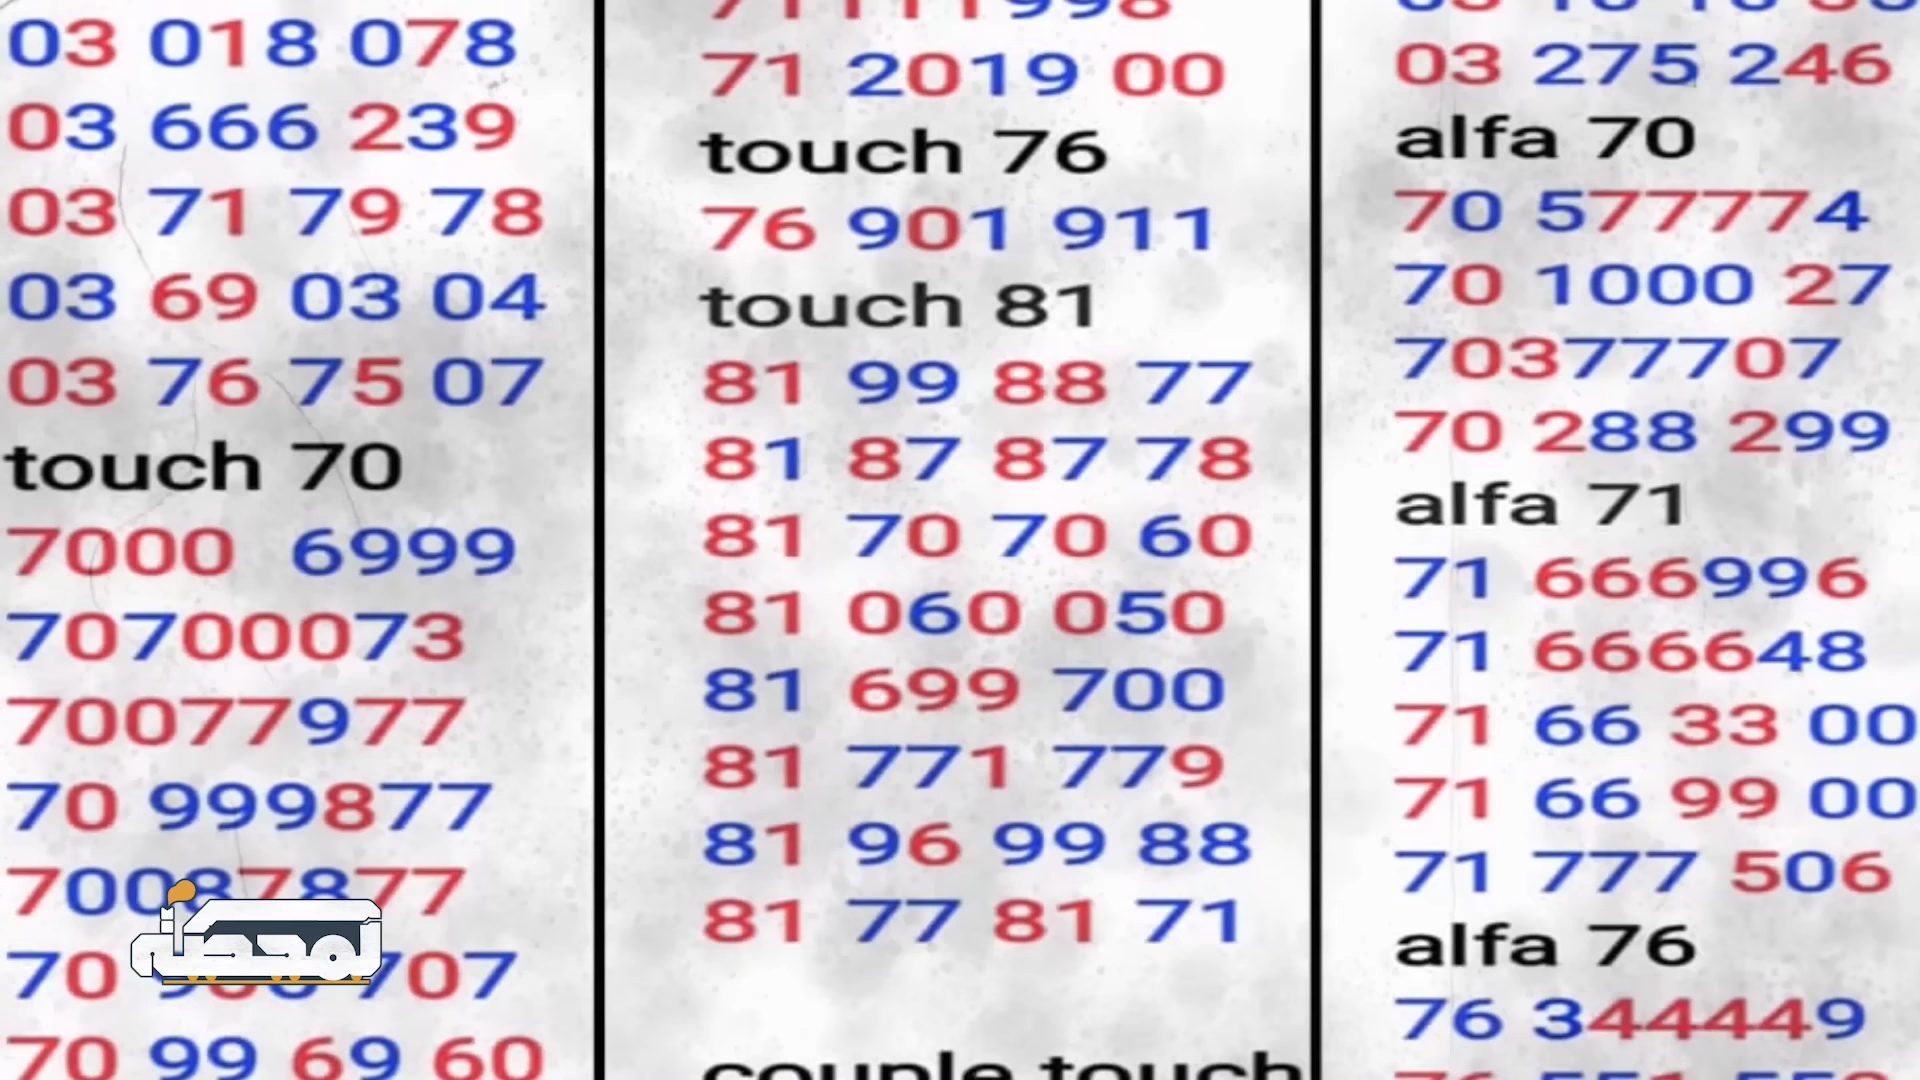 03 018 078
03 666 239
03 71 79 78
03 69 03 04
03 76 75 07
touch 70
7000 6999
70700073
70077977
70 999877
70087877
70 99 69 60
71 2019 00
touch 76
76 901 911
touch 81
81 99 88 77
81 87 87 78
81 70 70 60
81 060 050
81 699 700
81 771 779
81 96 99 88
81 77 81 71
couple touch
03 275 246
alfa 70
70 577774
70 1000 27
70377707
70 288 299
alfa 71
71 666996
71 666648
71 66 33 00
71 66 99 00
71 777 506
alfa 76
76 344449